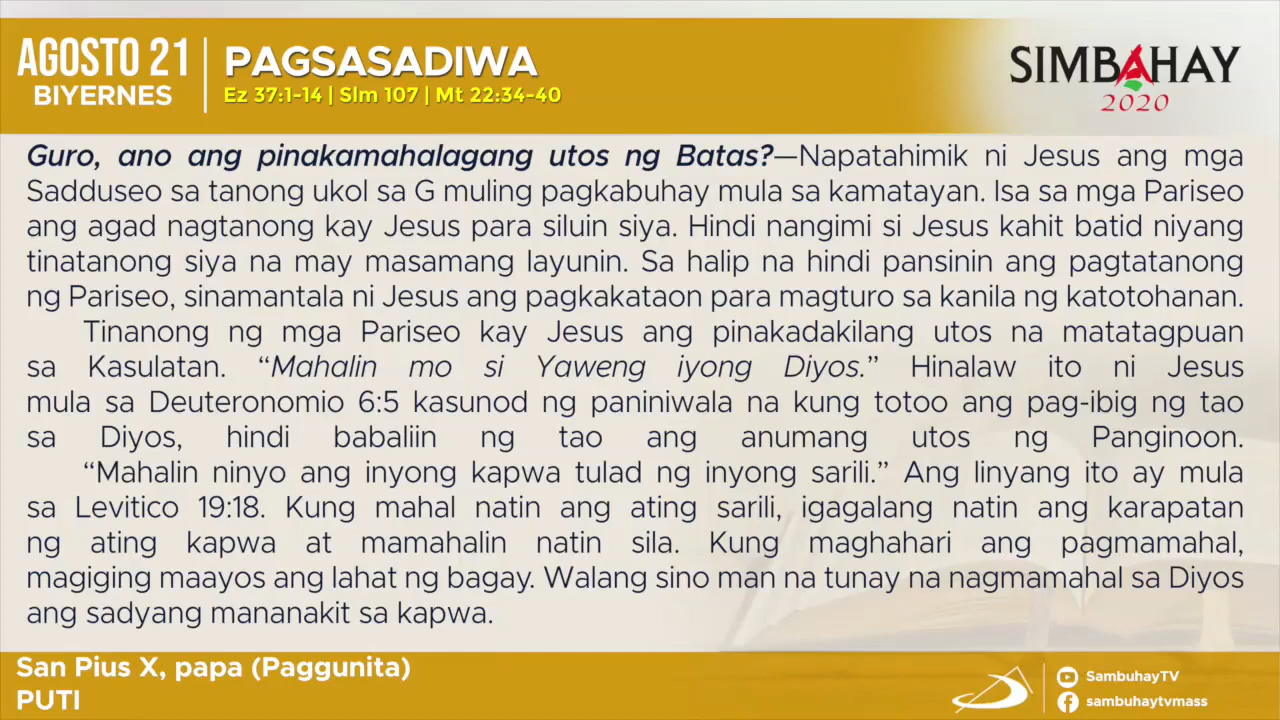 AGOSTO 21
BIYERNES
PAGSASADIWA
Ez 37:1-14 | Slm 107 | Mt 22:34-40
SIMBAHAY
2020
Guro, ano ang pinakamahalagang utos ng Batas?—Napatahimik ni Jesus ang mga
Sadduseo sa tanong ukol sa G muling pagkabuhay mula sa kamatayan. Isa sa mga Pariseo
ang agad nagtanong kay Jesus para siluin siya. Hindi nangimi si Jesus kahit batid niyang
tinatanong siya na may masamang layunin. Sa halip na hindi pansinin ang pagtatanong
ng Pariseo, sinamantala ni Jesus ang pagkakataon para magturo sa kanila ng katotohanan.
Tinanong ng mga Pariseo kay Jesus ang pinakadakilang utos na matatagpuan
sa Kasulatan. “Mahalin mo si Yaweng iyong Diyos.” Hinalaw ito ni Jesus
mula sa Deuteronomio 6:5 kasunod ng paniniwala na kung totoo ang pag-ibig ng tao
sa Diyos, hindi babaliin ng tao ang anumang utos ng Panginoon.
“Mahalin ninyo ang inyong kapwa tulad ng inyong sarili.” Ang linyang ito ay mula
sa Levitico 19:18. Kung mahal natin ang ating sarili, igagalang natin ang karapatan
ng ating kapwa at mamahalin natin sila. Kung maghahari ang pagmamahal,
magiging maayos ang lahat ng bagay. Walang sino man na tunay na nagmamahal sa Diyos
ang sadyang mananakit sa kapwa.
San Pius X, papa (Paggunita)
PUTI
SambuhayTV
sambuhaytvmass